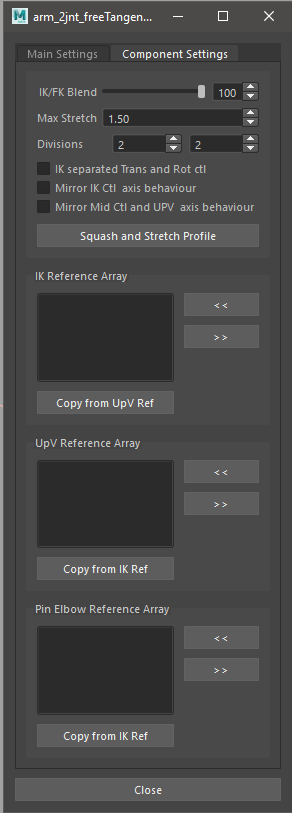 M arm_2jnt_freeTangen...
Main Settings Component Settings
IK/FK Blend 100
Max Stretch 1.50
Divisions 2 2
IK separated Trans and Rot ctl
Mirror IK Ctl axis behaviour
Mirror Mid Ctl and UPV axis behaviour
Squash and Stretch Profile
IK Reference Array
<<
>>
Copy from UpV Ref
UpV Reference Array
<<
>>
Copy from IK Ref
Pin Elbow Reference Array
<<
>>
Copy from IK Ref
Close